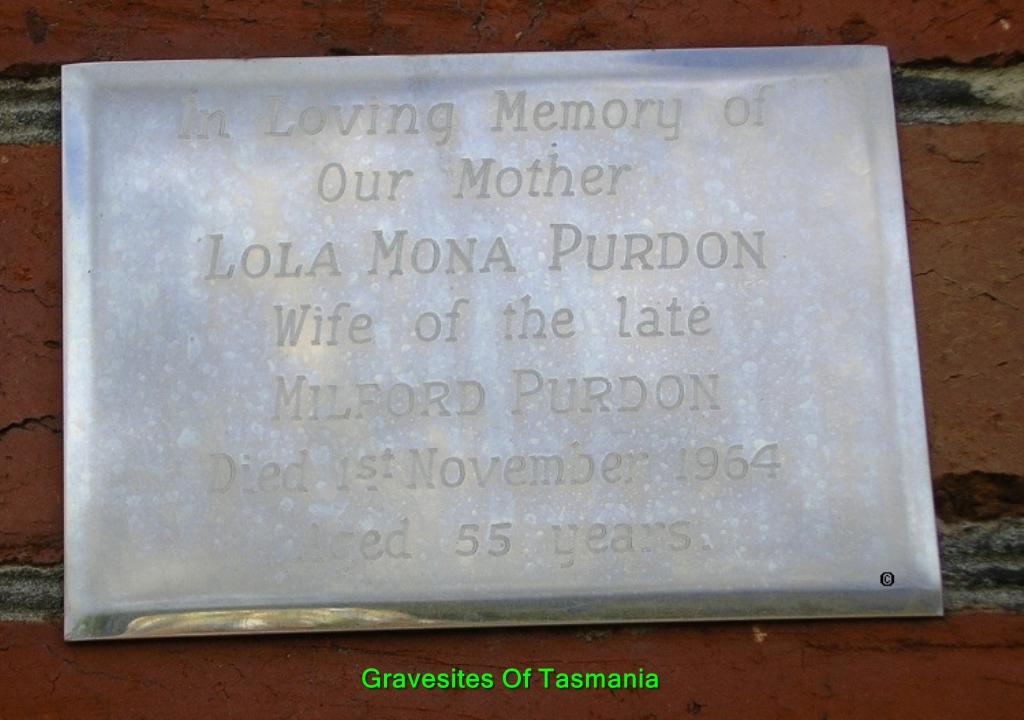 In Loving Memory of
Our Mother
LOLA MONA PURDON
Wife of the late
MILFORD PURDON
Died 1st November 1964
Aged 55 years.
©
Gravesites Of Tasmania